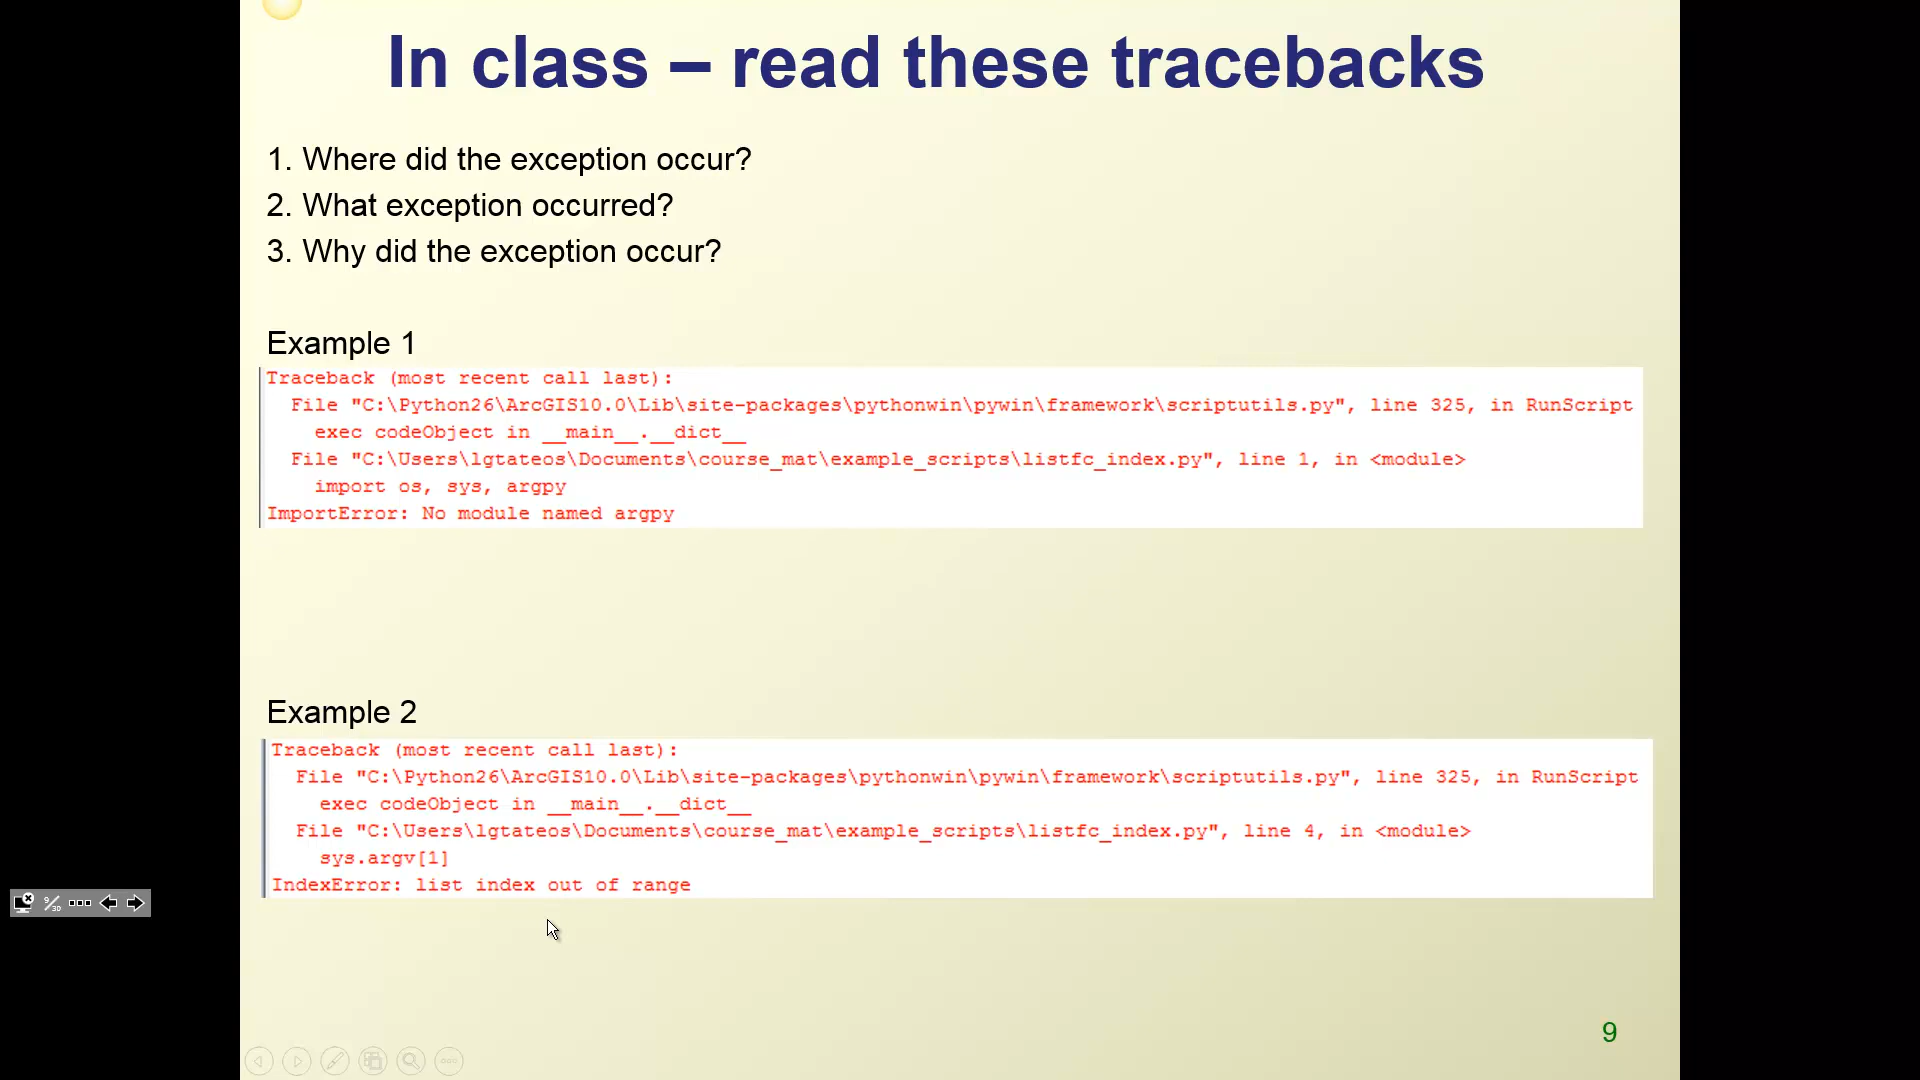 In class – read these tracebacks
1. Where did the exception occur?
2. What exception occurred?
3. Why did the exception occur?
Example 1
Traceback (most recent call last):
  File "C:\Python26\ArcGIS10.0\Lib\site-packages\pythonwin\pywin\framework\scriptutils.py", line 325, in RunScript
    exec codeObject in __main__.__dict__
  File "C:\Users\lgtateos\Documents\course_mat\example_scripts\listfc_index.py", line 1, in <module>
    import os, sys, argpy
ImportError: No module named argpy
Example 2
Traceback (most recent call last):
  File "C:\Python26\ArcGIS10.0\Lib\site-packages\pythonwin\pywin\framework\scriptutils.py", line 325, in RunScript
    exec codeObject in __main__.__dict__
  File "C:\Users\lgtateos\Documents\course_mat\example_scripts\listfc_index.py", line 4, in <module>
    sys.argv[1]
IndexError: list index out of range
9/30
9